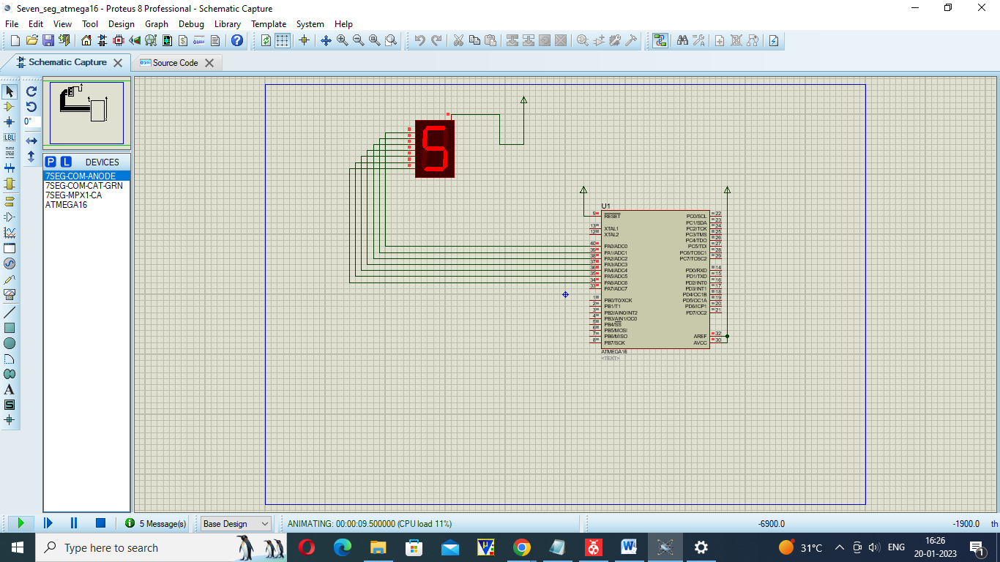 Seven_seg_atmega16 - Proteus 8 Professional - Schematic Capture
File Edit View Tool Design Graph Debug Library Template System Help
Schematic Capture
Source Code
0°
P L DEVICES
7SEG-COM-ANODE
7SEG-COM-CAT-GRN
7SEG-MPX1-CA
ATMEGA16
LBL
A
S
5
U1
9 RESET PC0/SCL 22
PC1/SDA 23
13 XTAL1 PC2/TCK 24
12 XTAL2 PC3/TMS 25
PC4/TDO 26
40 PA0/ADC0 PC5/TDI 27
39 PA1/ADC1 PC6/TOSC1 28
38 PA2/ADC2 PC7/TOSC2 29
37 PA3/ADC3
36 PA4/ADC4 PD0/RXD 14
35 PA5/ADC5 PD1/TXD 15
34 PA6/ADC6 PD2/INT0 16
33 PA7/ADC7 PD3/INT1 17
PD4/OC1B 18
1 PB0/T0/XCK PD5/OC1A 19
2 PB1/T1 PD6/ICP1 20
3 PB2/AIN0/INT2 PD7/OC2 21
4 PB3/AIN1/OC0
5 PB4/SS
6 PB5/MOSI
7 PB6/MISO AREF 32
8 PB7/SCK AVCC 30
ATMEGA16
<TEXT>
5 Message(s)
Base Design
ANIMATING: 00:00:09.500000 (CPU load 11%)
-6900.0
-1900.0
th
Type here to search
31°C
ENG
16:26
20-01-2023
1